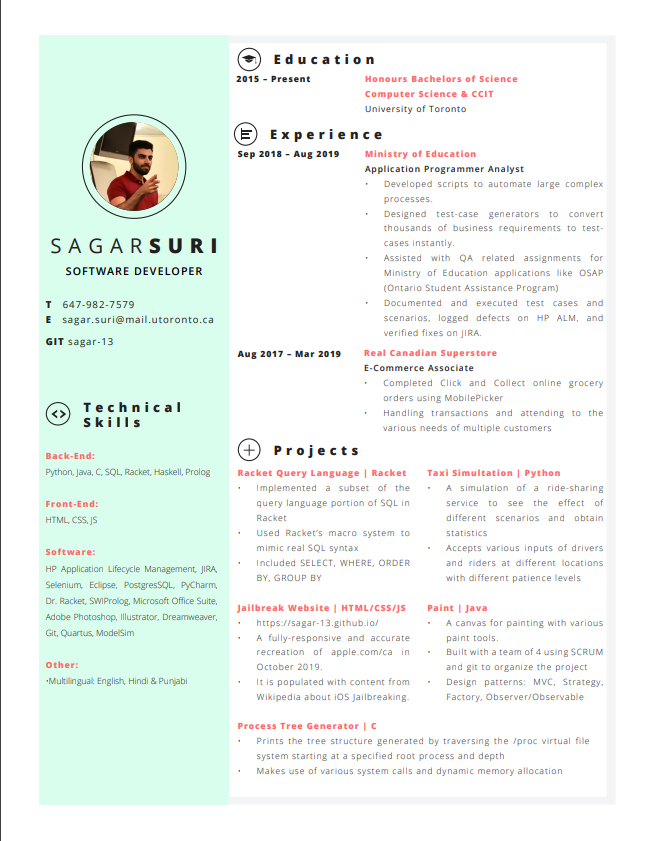 SAGARSURI
SOFTWARE DEVELOPER
T 647-982-7579
E sagar.suri@mail.utoronto.ca
GIT sagar-13
Technical
Skills
Back-End:
Python, Java, C, SQL, Racket, Haskell, Prolog
Front-End:
HTML, CSS, JS
Software:
HP Application Lifecycle Management, JIRA,
Selenium, Eclipse, PostgresSQL, PyCharm,
Dr. Racket, SWIProlog, Microsoft Office Suite,
Adobe Photoshop, Illustrator, Dreamweaver,
Git, Quartus, ModelSim
Other:
•Multilingual: English, Hindi & Punjabi
Education
2015 – Present
Honours Bachelors of Science
Computer Science & CCIT
University of Toronto
Experience
Sep 2018 – Aug 2019
Ministry of Education
Application Programmer Analyst
• Developed scripts to automate large complex
processes.
• Designed test-case generators to convert
thousands of business requirements to test-
cases instantly.
• Assisted with QA related assignments for
Ministry of Education applications like OSAP
(Ontario Student Assistance Program)
• Documented and executed test cases and
scenarios, logged defects on HP ALM, and
verified fixes on JIRA.
Aug 2017 – Mar 2019
Real Canadian Superstore
E-Commerce Associate
• Completed Click and Collect online grocery
orders using MobilePicker
• Handling transactions and attending to the
various needs of multiple customers
Projects
Racket Query Language | Racket
• Implemented a subset of the
query language portion of SQL in
Racket
• Used Racket's macro system to
mimic real SQL syntax
• Included SELECT, WHERE, ORDER
BY, GROUP BY
Taxi Simultation | Python
• A simulation of a ride-sharing
service to see the effect of
different scenarios and obtain
statistics
• Accepts various inputs of drivers
and riders at different locations
with different patience levels
Jailbreak Website | HTML/CSS/JS
• https://sagar-13.github.io/
• A fully-responsive and accurate
recreation of apple.com/ca in
October 2019.
• It is populated with content from
Wikipedia about iOS Jailbreaking.
Paint | Java
• A canvas for painting with various
paint tools.
• Built with a team of 4 using SCRUM
and git to organize the project
• Design patterns: MVC, Strategy,
Factory, Observer/Observable
Process Tree Generator | C
• Prints the tree structure generated by traversing the /proc virtual file
system starting at a specified root process and depth
• Makes use of various system calls and dynamic memory allocation